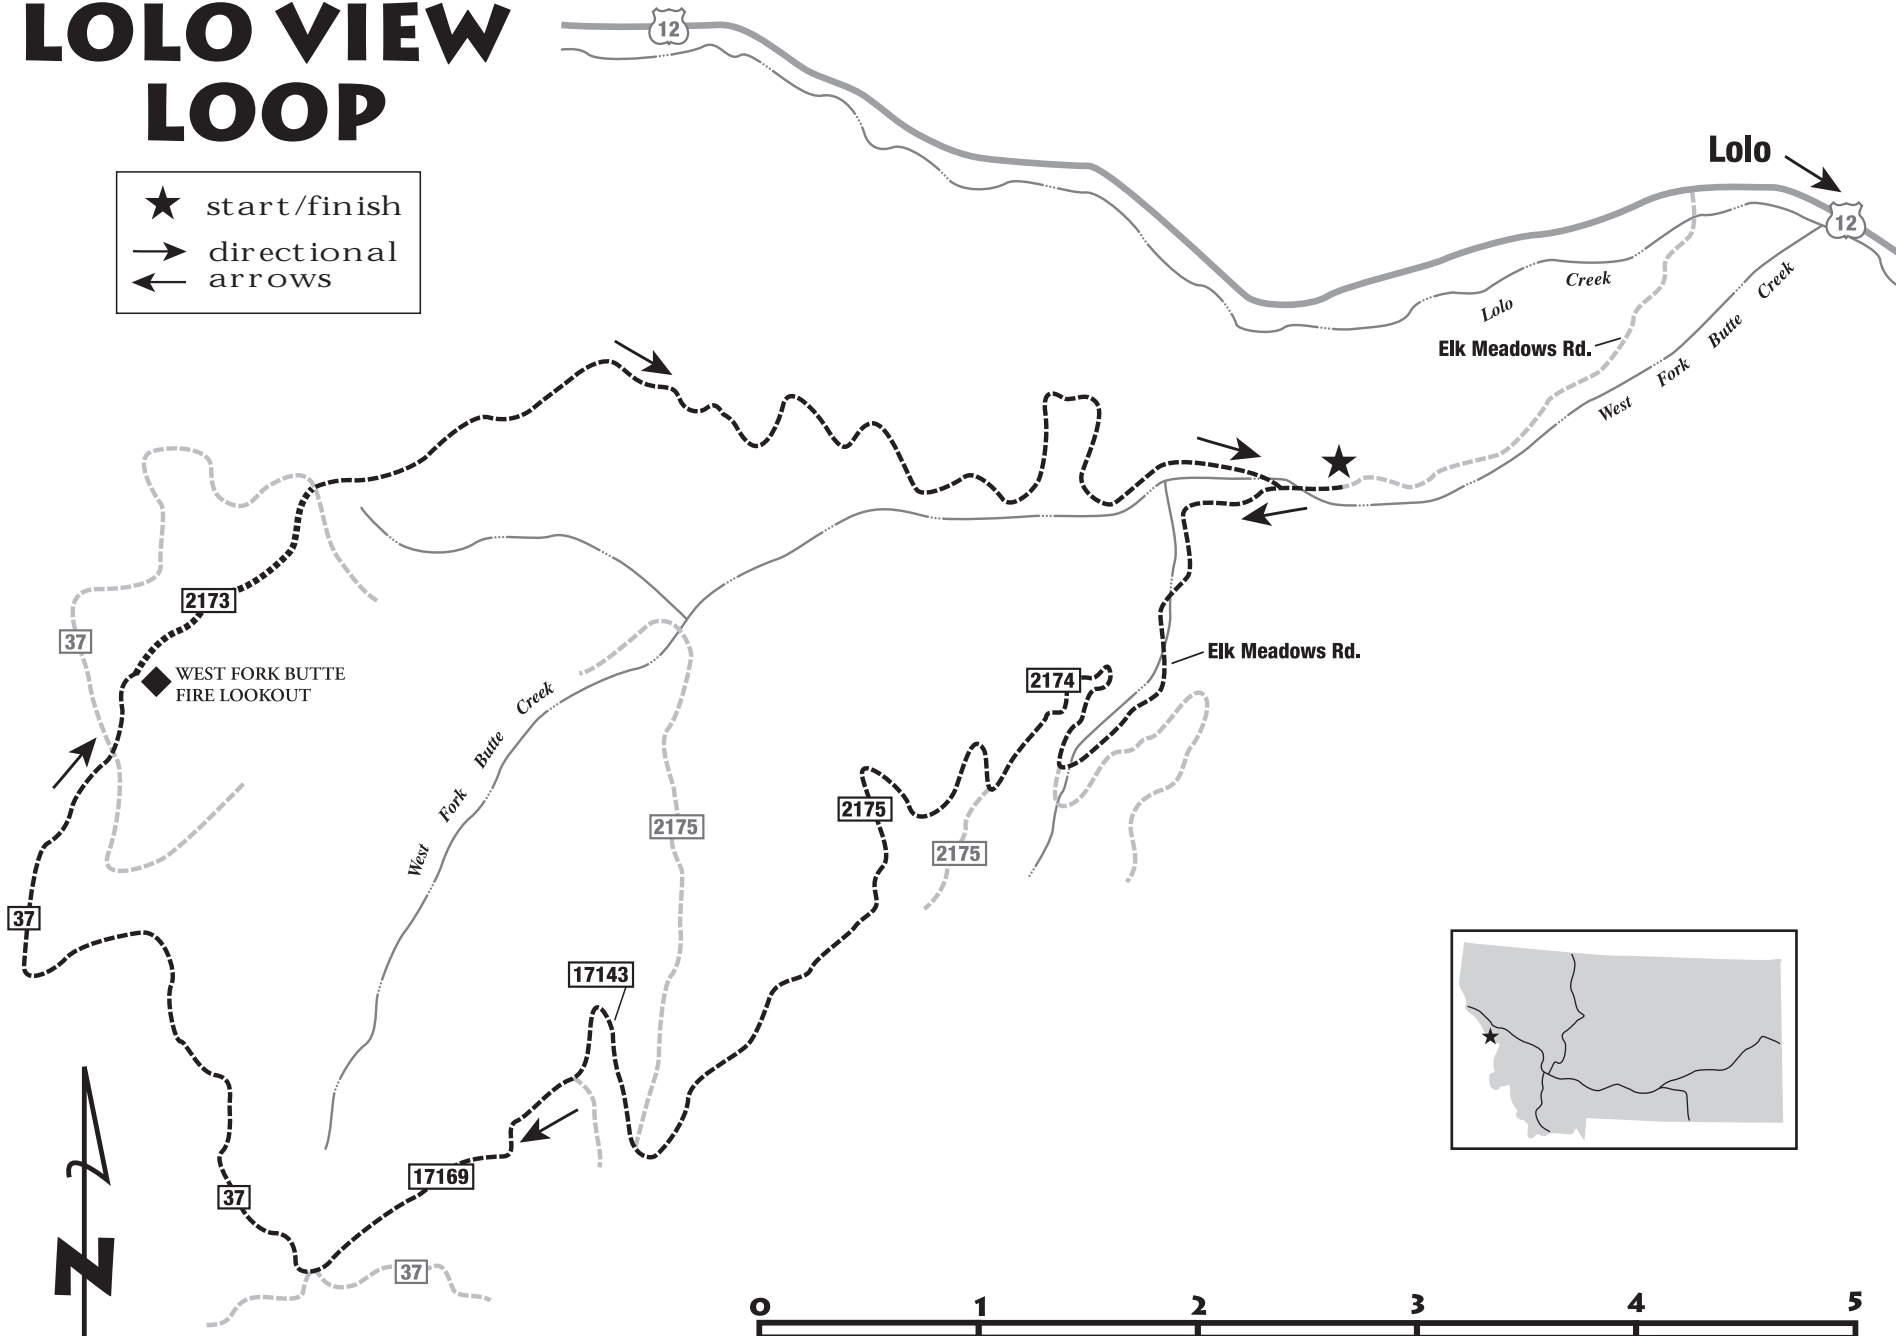 LOLO VIEW
LOOP
start/finish
directional
arrows
12
Lolo
12
Lolo
Creek
Elk Meadows Rd.
West
Fork
Butte
Creek
2173
37
WEST FORK BUTTE
FIRE LOOKOUT
Elk Meadows Rd.
2174
West
Fork
Butte
Creek
2175
2175
2175
37
17143
17169
37
37
N
0
1
2
3
4
5